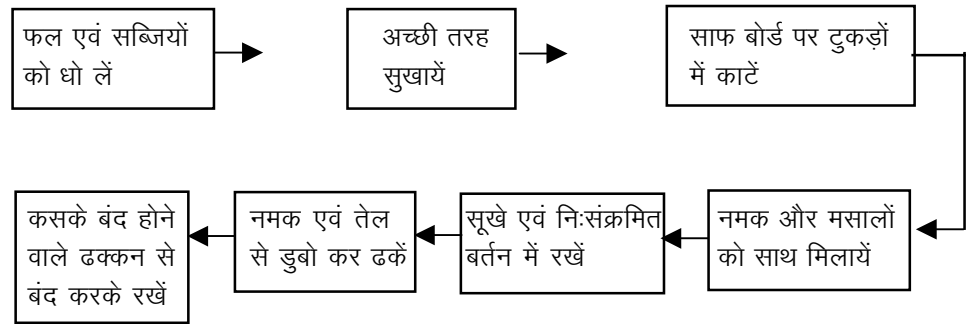 फल एवं सब्जियों
को धो लें
अच्छी तरह
सुखायें
साफ बोर्ड पर टुकड़ों
में काटें
नमक और मसालों
को साथ मिलायें
सूखे एवं निःसंक्रमित
बर्तन में रखें
नमक एवं तेल
से डुबो कर ढकें
कसके बंद होने
वाले ढक्कन से
बंद करके रखें